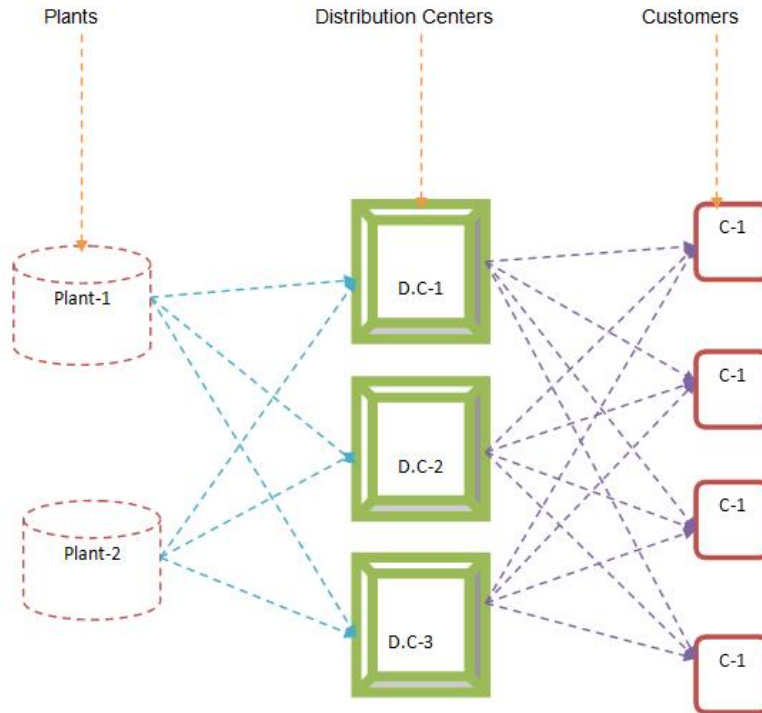 Plants
Distribution Centers
Customers
Plant-1
D.C-1
C-1
C-1
D.C-2
C-1
Plant-2
D.C-3
C-1